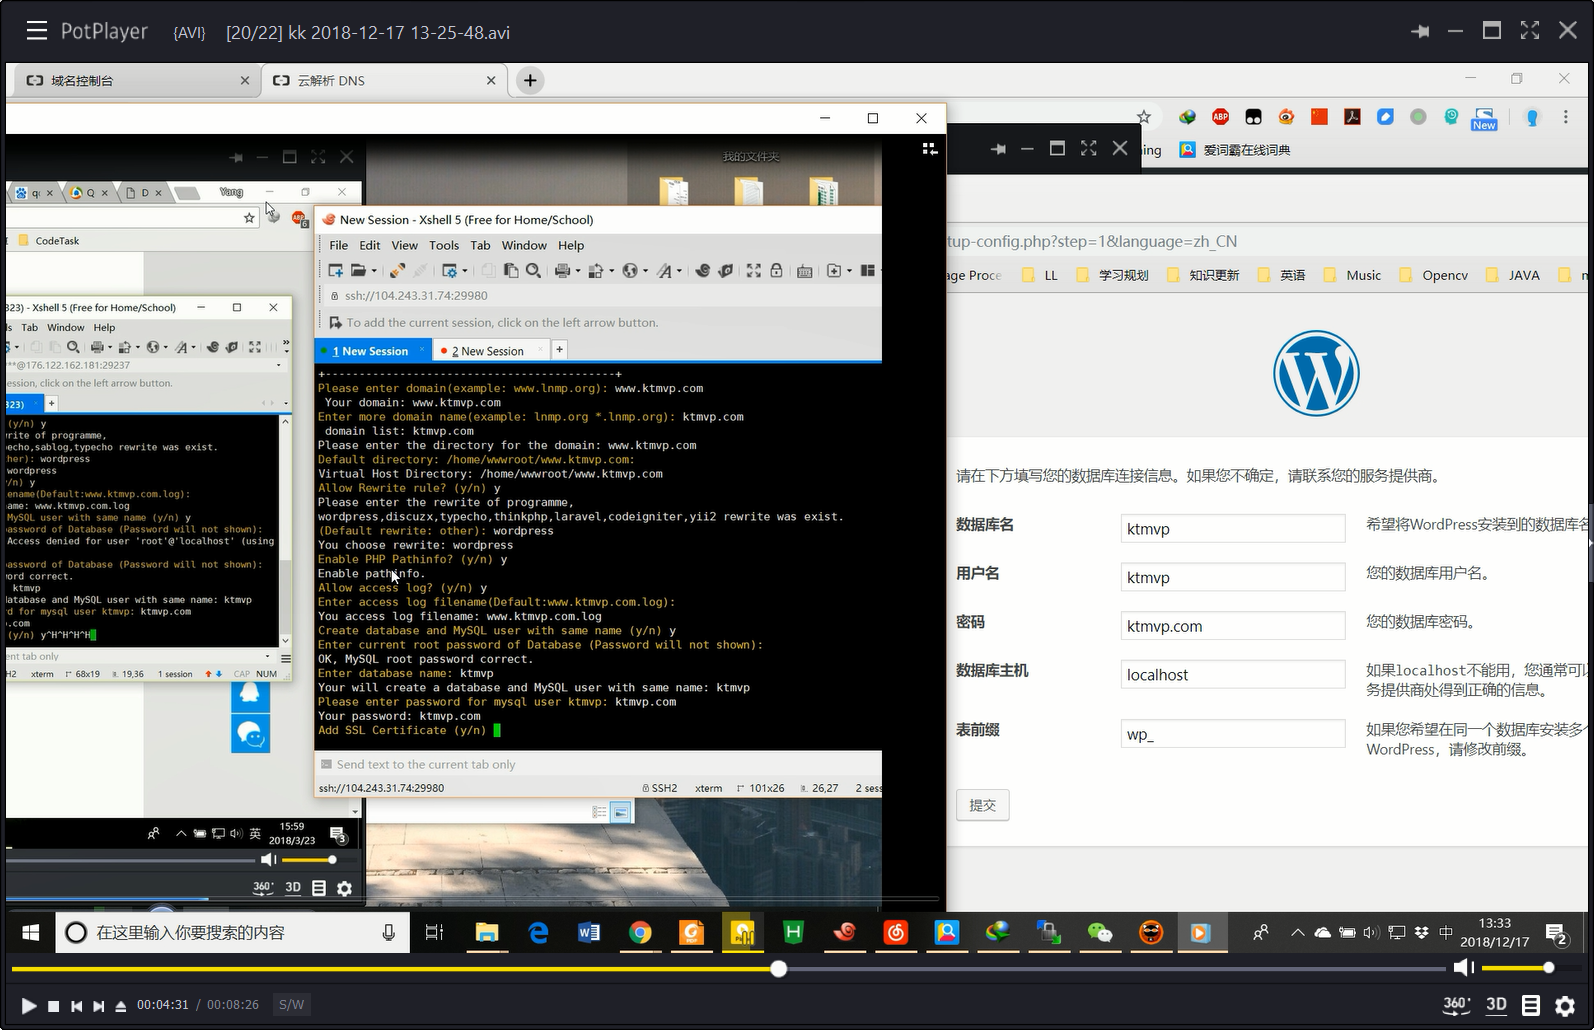 PotPlayer {AVI} [20/22] kk 2018-12-17 13-25-48.avi
域名控制台
云解析 DNS
New
ing
爱词霸在线词典
我的文件夹
Q
D
Yang
CodeTask
tup-config.php?step=1&language=zh_CN
age Proce LL 学习规划 知识更新 英语 Music Opencv JAVA
323) - Xshell 5 (Free for Home/School)
ls Tab Window Help
**@176.122.162.181:29237
ession, click on the left arrow button.
323)
(y/n) y
rite of programme,
pecho,sablog,typecho rewrite was exist.
her): wordpress
wordpress
/n) y
ename(Default:www.ktmvp.com.log):
name: www.ktmvp.com.log
MySQL user with same name (y/n) y
password of Database (Password will not shown):
Access denied for user 'root'@'localhost' (using
password of Database (Password will not shown):
word correct.
ktmvp
latabase and MySQL user with same name: ktmvp
d for mysql user ktmvp: ktmvp.com
.com
(y/n) y^H^H^H^H
ent tab only
H2 xterm 68x19 19,36 1 session CAP NUM
英
15:59
2018/3/23
3
360°
3D
New Session - Xshell 5 (Free for Home/School)
File Edit View Tools Tab Window Help
ssh://104.243.31.74:29980
To add the current session, click on the left arrow button.
1 New Session
2 New Session
+------------------------------------------+
Please enter domain(example: www.lnmp.org): www.ktmvp.com
Your domain: www.ktmvp.com
Enter more domain name(example: lnmp.org *.lnmp.org): ktmvp.com
domain list: ktmvp.com
Please enter the directory for the domain: www.ktmvp.com
Default directory: /home/wwwroot/www.ktmvp.com:
Virtual Host Directory: /home/wwwroot/www.ktmvp.com
Allow Rewrite rule? (y/n) y
Please enter the rewrite of programme,
wordpress,discuzx,typecho,thinkphp,laravel,codeigniter,yii2 rewrite was exist.
(Default rewrite: other): wordpress
You choose rewrite: wordpress
Enable PHP Pathinfo? (y/n) y
Enable pathinfo.
Allow access log? (y/n) y
Enter access log filename(Default:www.ktmvp.com.log):
You access log filename: www.ktmvp.com.log
Create database and MySQL user with same name (y/n) y
Enter current root password of Database (Password will not shown):
OK, MySQL root password correct.
Enter database name: ktmvp
Your will create a database and MySQL user with same name: ktmvp
Please enter password for mysql user ktmvp: ktmvp.com
Your password: ktmvp.com
Add SSL Certificate (y/n)
Send text to the current tab only
ssh://104.243.31.74:29980 SSH2 xterm 101x26 26,27 2 sess
请在下方填写您的数据库连接信息。如果您不确定，请联系您的服务提供商。
数据库名 ktmvp 希望将WordPress安装到的数据库名
用户名 ktmvp 您的数据库用户名。
密码 ktmvp.com 您的数据库密码。
数据库主机 localhost 如果localhost不能用，您通常可以
务提供商处得到正确的信息。
表前缀 wp_ 如果您希望在同一个数据库安装多个
WordPress，请修改前缀。
提交
在这里输入你要搜索的内容
中
13:33
2018/12/17
2
00:04:31 / 00:08:26 S/W
360°
3D